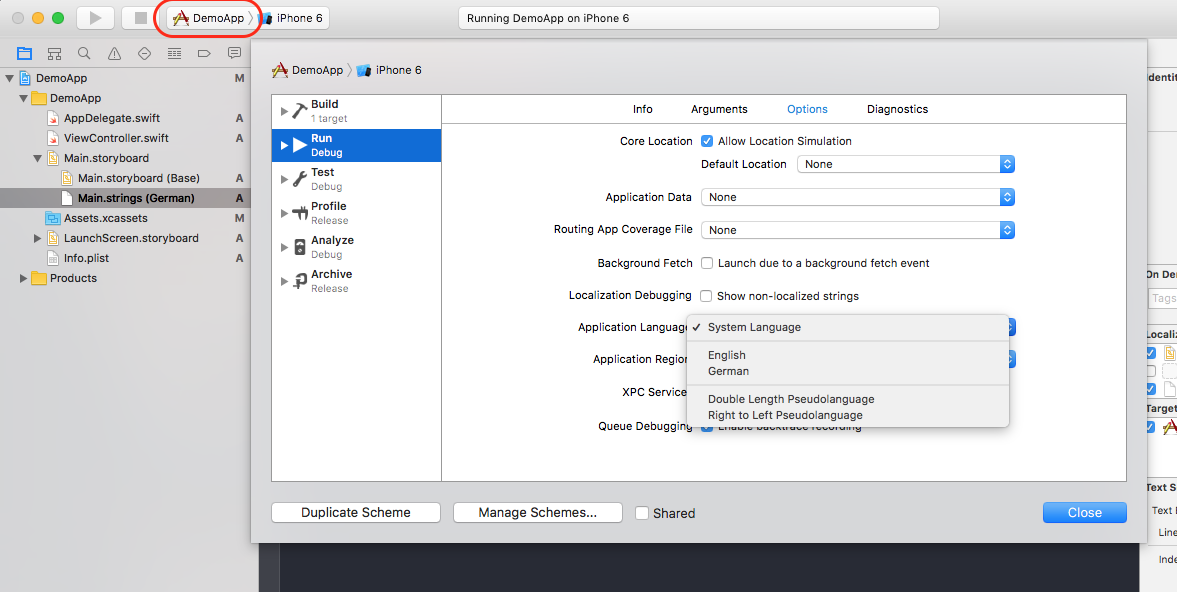 DemoApp
iPhone 6
Running DemoApp on iPhone 6
DemoApp M
DemoApp
AppDelegate.swift A
ViewController.swift A
Main.storyboard
Main.storyboard (Base) A
Main.strings (German) A
Assets.xcassets M
LaunchScreen.storyboard A
Info.plist A
Products
DemoApp
iPhone 6
Build
1 target
Run
Debug
Test
Debug
Profile
Release
Analyze
Debug
Archive
Release
Info Arguments Options Diagnostics
Core Location Allow Location Simulation
Default Location None
Application Data None
Routing App Coverage File None
Background Fetch Launch due to a background fetch event
Localization Debugging Show non-localized strings
Application Language System Language
English
Application Region
German
XPC Service
Double Length Pseudolanguage
Right to Left Pseudolanguage
Queue Debugging Enable backtrace recording
Duplicate Scheme Manage Schemes... Shared Close
On De
Tags
Target
Text S
Text
Line
Inde